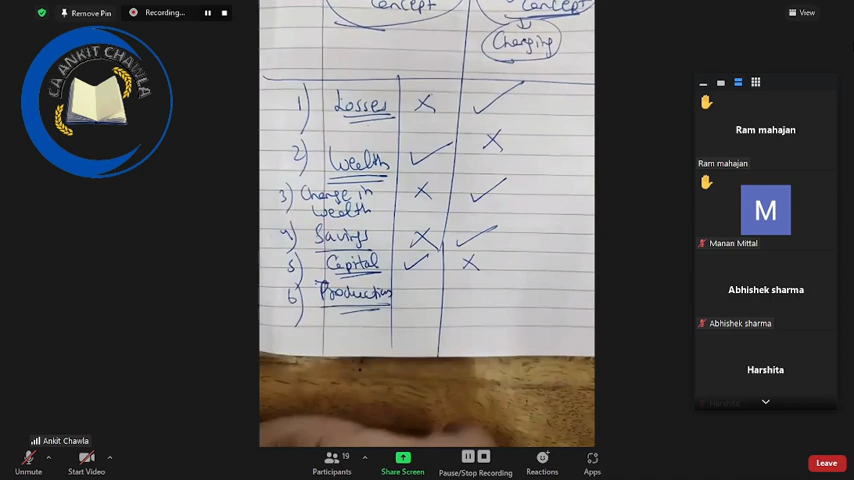 Remove Pin
Recording...
View
CA ANKIT CHAWLA
Concept
Concept
Changing
1) Losses ✗ ✓
2) Wealth ✓ ✗
3) Change in
wealth ✗ ✓
4) Savings ✗ ✓
5) Capital ✓ ✗
6) Production
Ram mahajan
Ram mahajan
M
Manan Mittal
Abhishek sharma
Abhishek sharma
Harshita
Harshita
Ankit Chawla
Unmute
Start Video
Participants
19
Share Screen
Pause/Stop Recording
Reactions
Apps
Leave